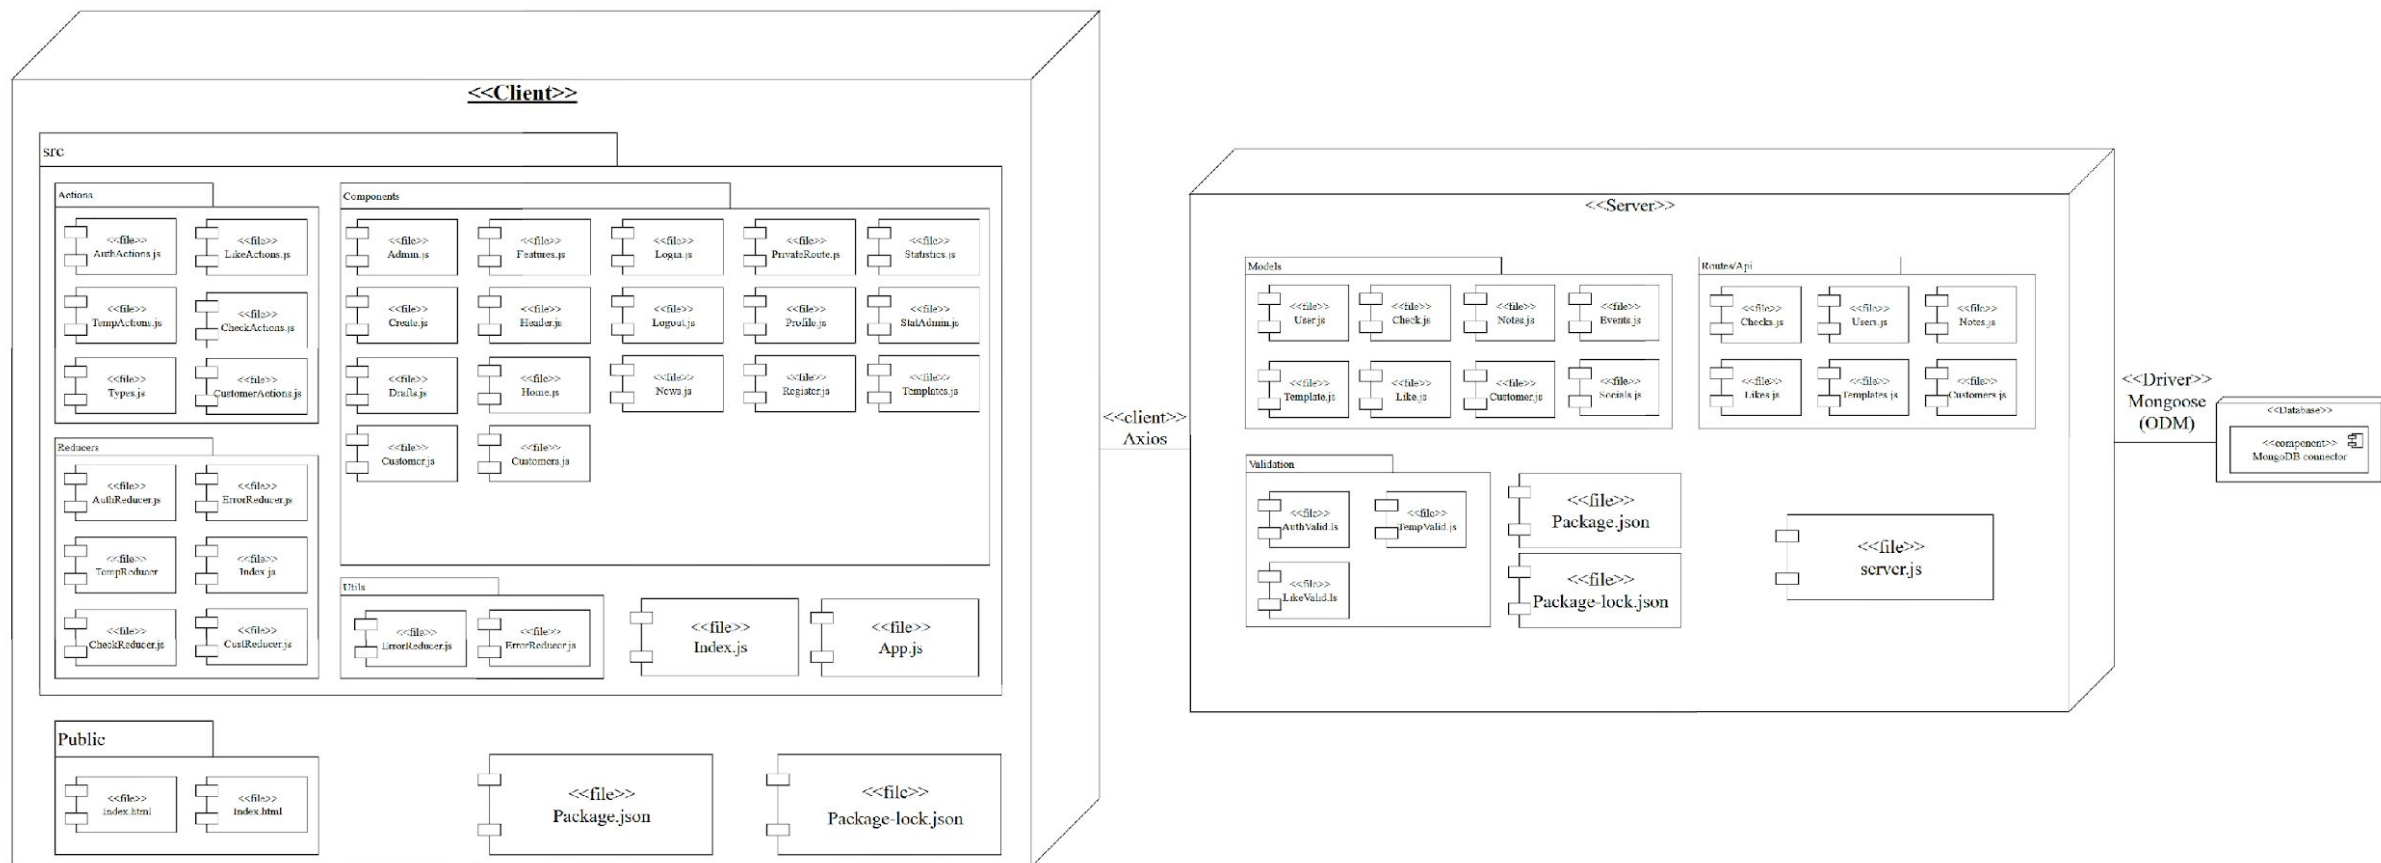 <<Client>>
src
Actions
<<file>>
AuthActions.js
<<file>>
LikeActions.js
<<file>>
TempActions.js
<<file>>
CheckActions.js
<<file>>
Types.js
<<file>>
CustomerActions.js
Components
<<file>>
Admin.js
<<file>>
Features.js
<<file>>
Login.js
<<file>>
PrivateRoute.js
<<file>>
Statistics.js
<<file>>
Create.js
<<file>>
Header.js
<<file>>
Logout.js
<<file>>
Profile.js
<<file>>
StatAdmin.js
<<file>>
Drafts.js
<<file>>
Home.js
<<file>>
News.js
<<file>>
Register.js
<<file>>
Templates.js
<<file>>
Customer.js
<<file>>
Customers.js
Reducers
<<file>>
AuthReducer.js
<<file>>
ErrorReducer.js
<<file>>
TempReducer
<<file>>
Index.js
<<file>>
CheckReducer.js
<<file>>
CustReducer.js
Utils
<<file>>
ErrorReducer.js
<<file>>
ErrorReducer.js
<<file>>
Index.js
<<file>>
App.js
Public
<<file>>
Index.html
<<file>>
Index.html
<<file>>
Package.json
<<file>>
Package-lock.json
<<client>>
Axios
<<Server>>
Models
<<file>>
User.js
<<file>>
Check.js
<<file>>
Notes.js
<<file>>
Events.js
<<file>>
Template.js
<<file>>
Like.js
<<file>>
Customer.js
<<file>>
Socials.js
Routes/Api
<<file>>
Checks.js
<<file>>
Users.js
<<file>>
Notes.js
<<file>>
Likes.js
<<file>>
Templates.js
<<file>>
Customers.js
Validation
<<file>>
AuthValid.ls
<<file>>
TempValid.js
<<file>>
LikeValid.ls
<<file>>
Package.json
<<file>>
Package-lock.json
<<file>>
server.js
<<Driver>>
Mongoose
(ODM)
<<Database>>
<<component>>
MongoDB connector